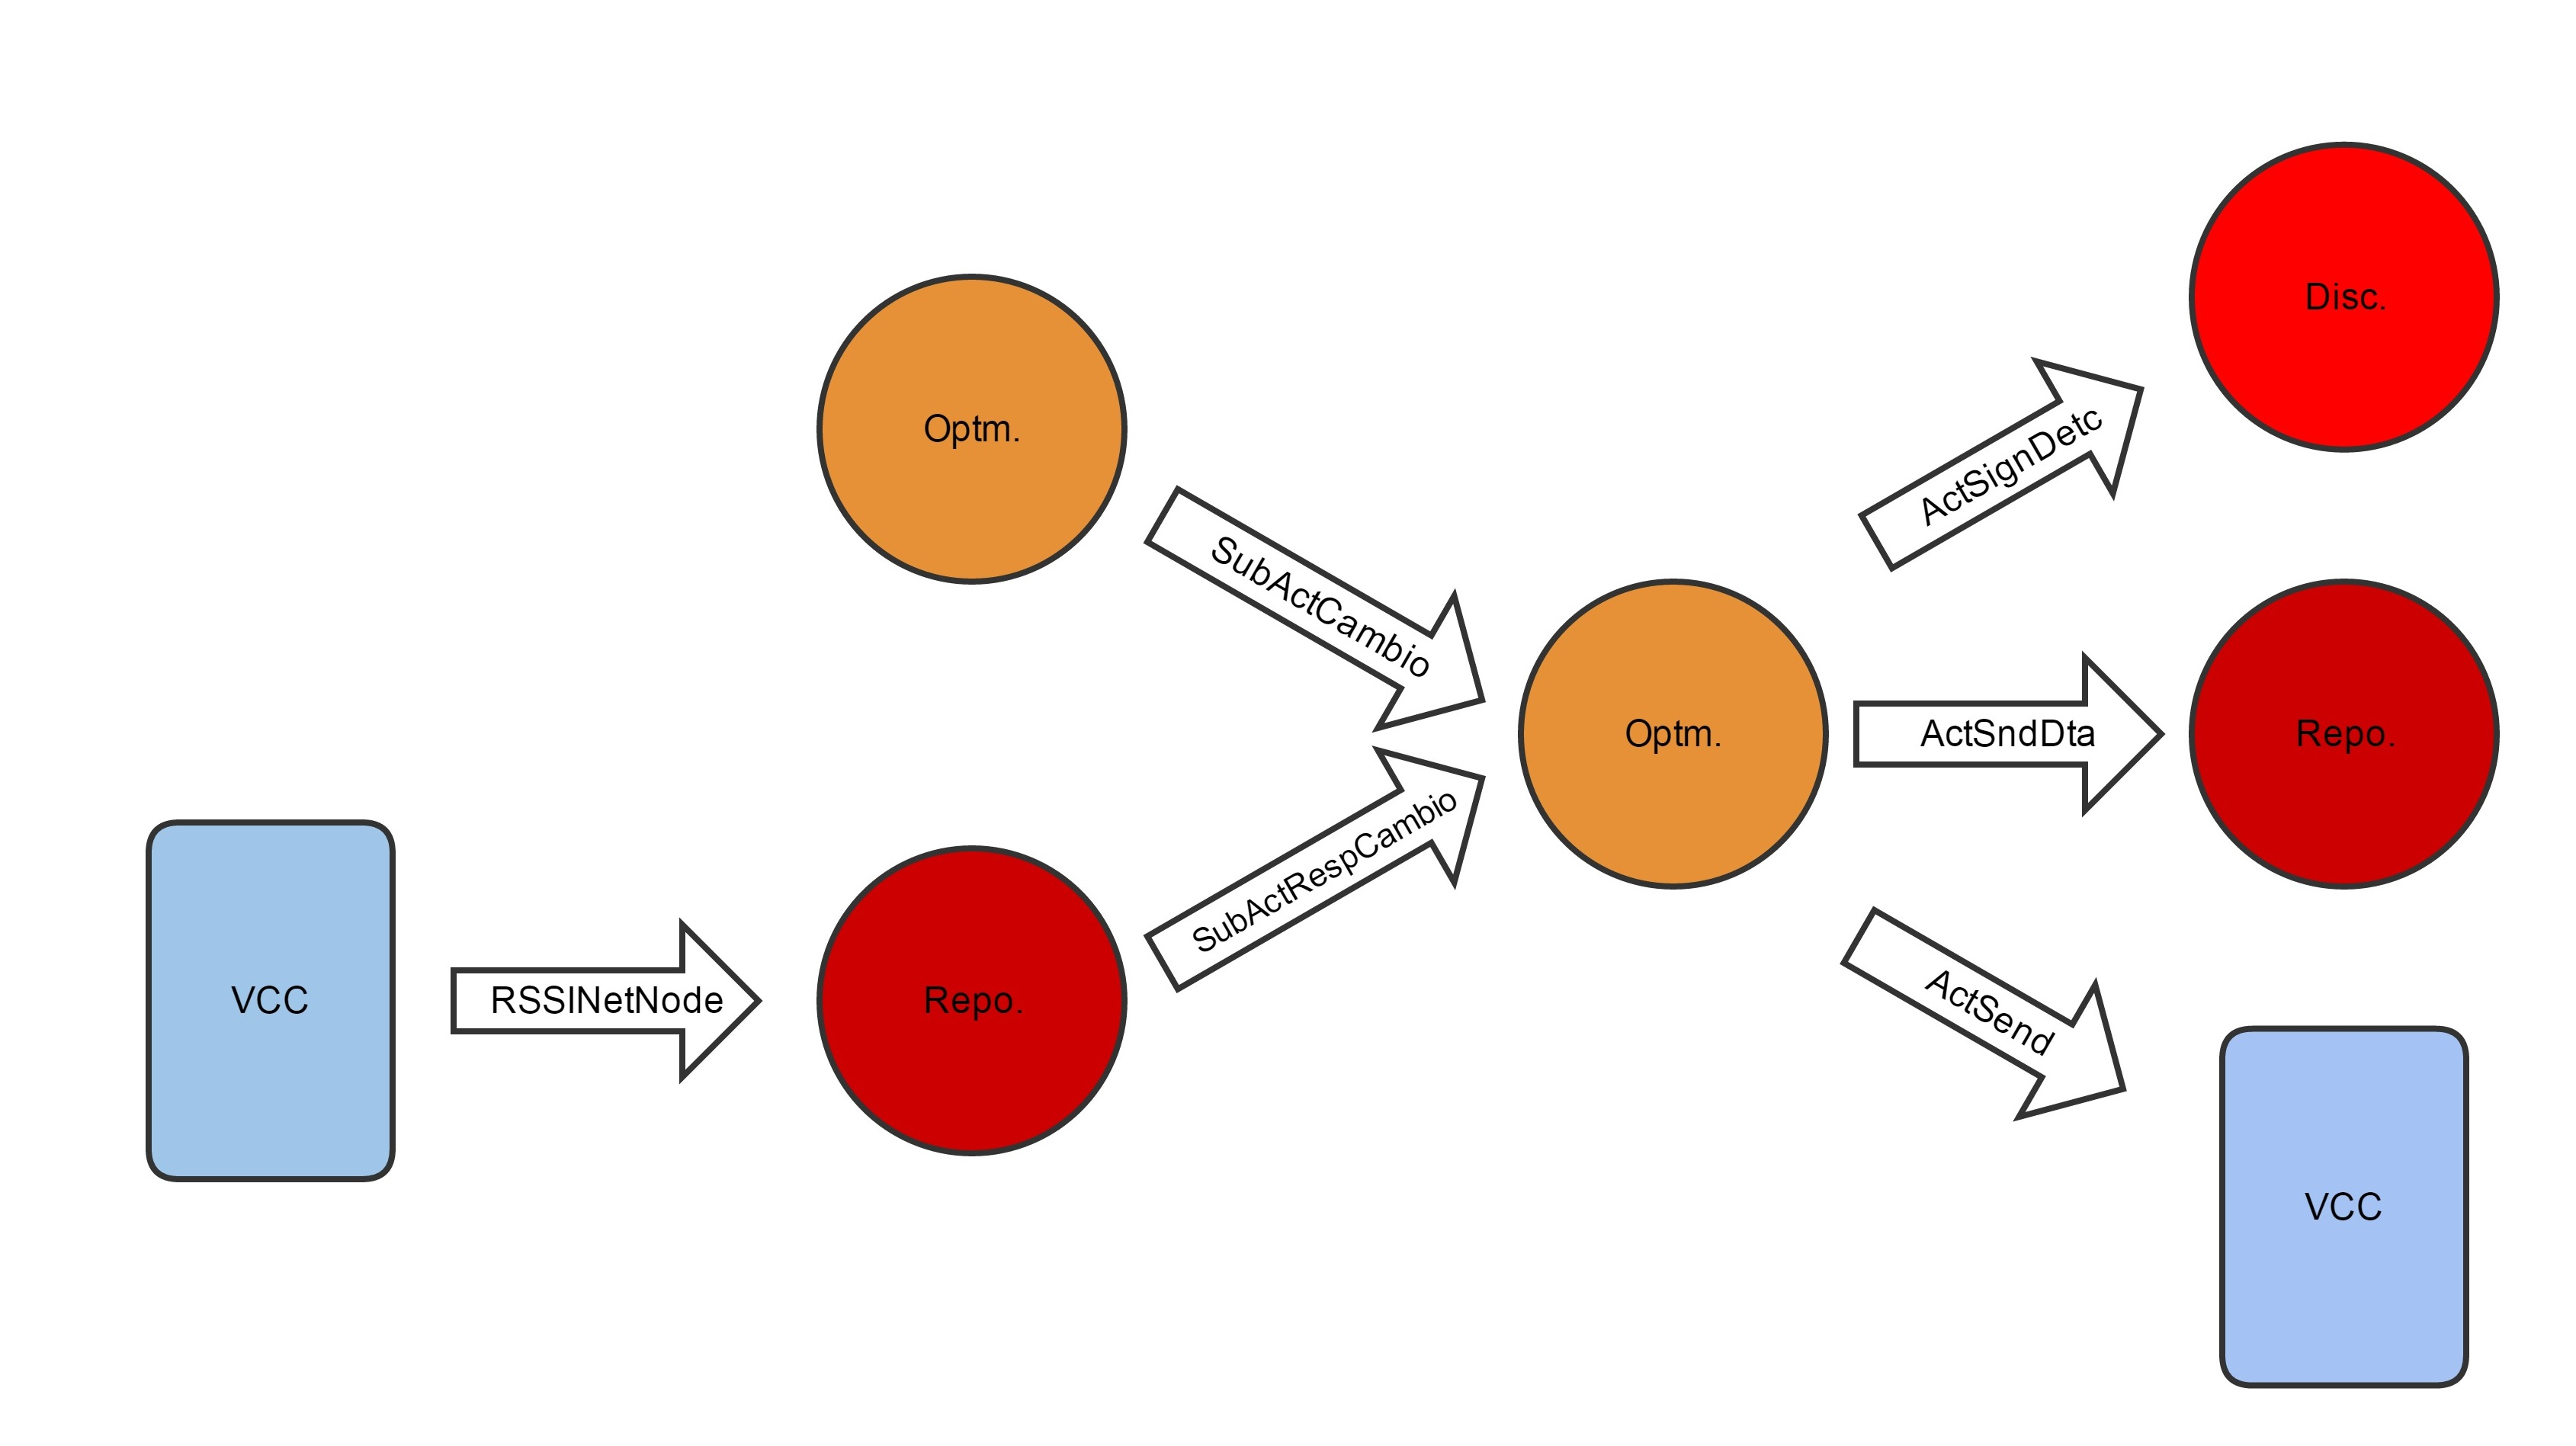 Disc.
Optm.
ActSignDetc
SubActCambio
Optm.
ActSndDta
Repo.
SubActRespCambio
VCC
RSSINetNode
Repo.
ActSend
VCC